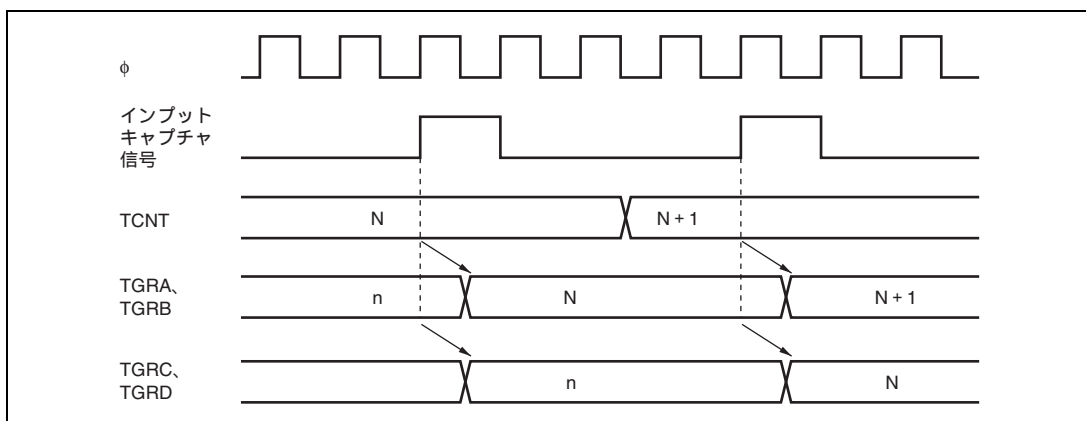 φ
インプット
キャプチャ
信号
TCNT
N
N + 1
TGRA、
TGRB
n
N
N + 1
TGRC、
TGRD
n
N